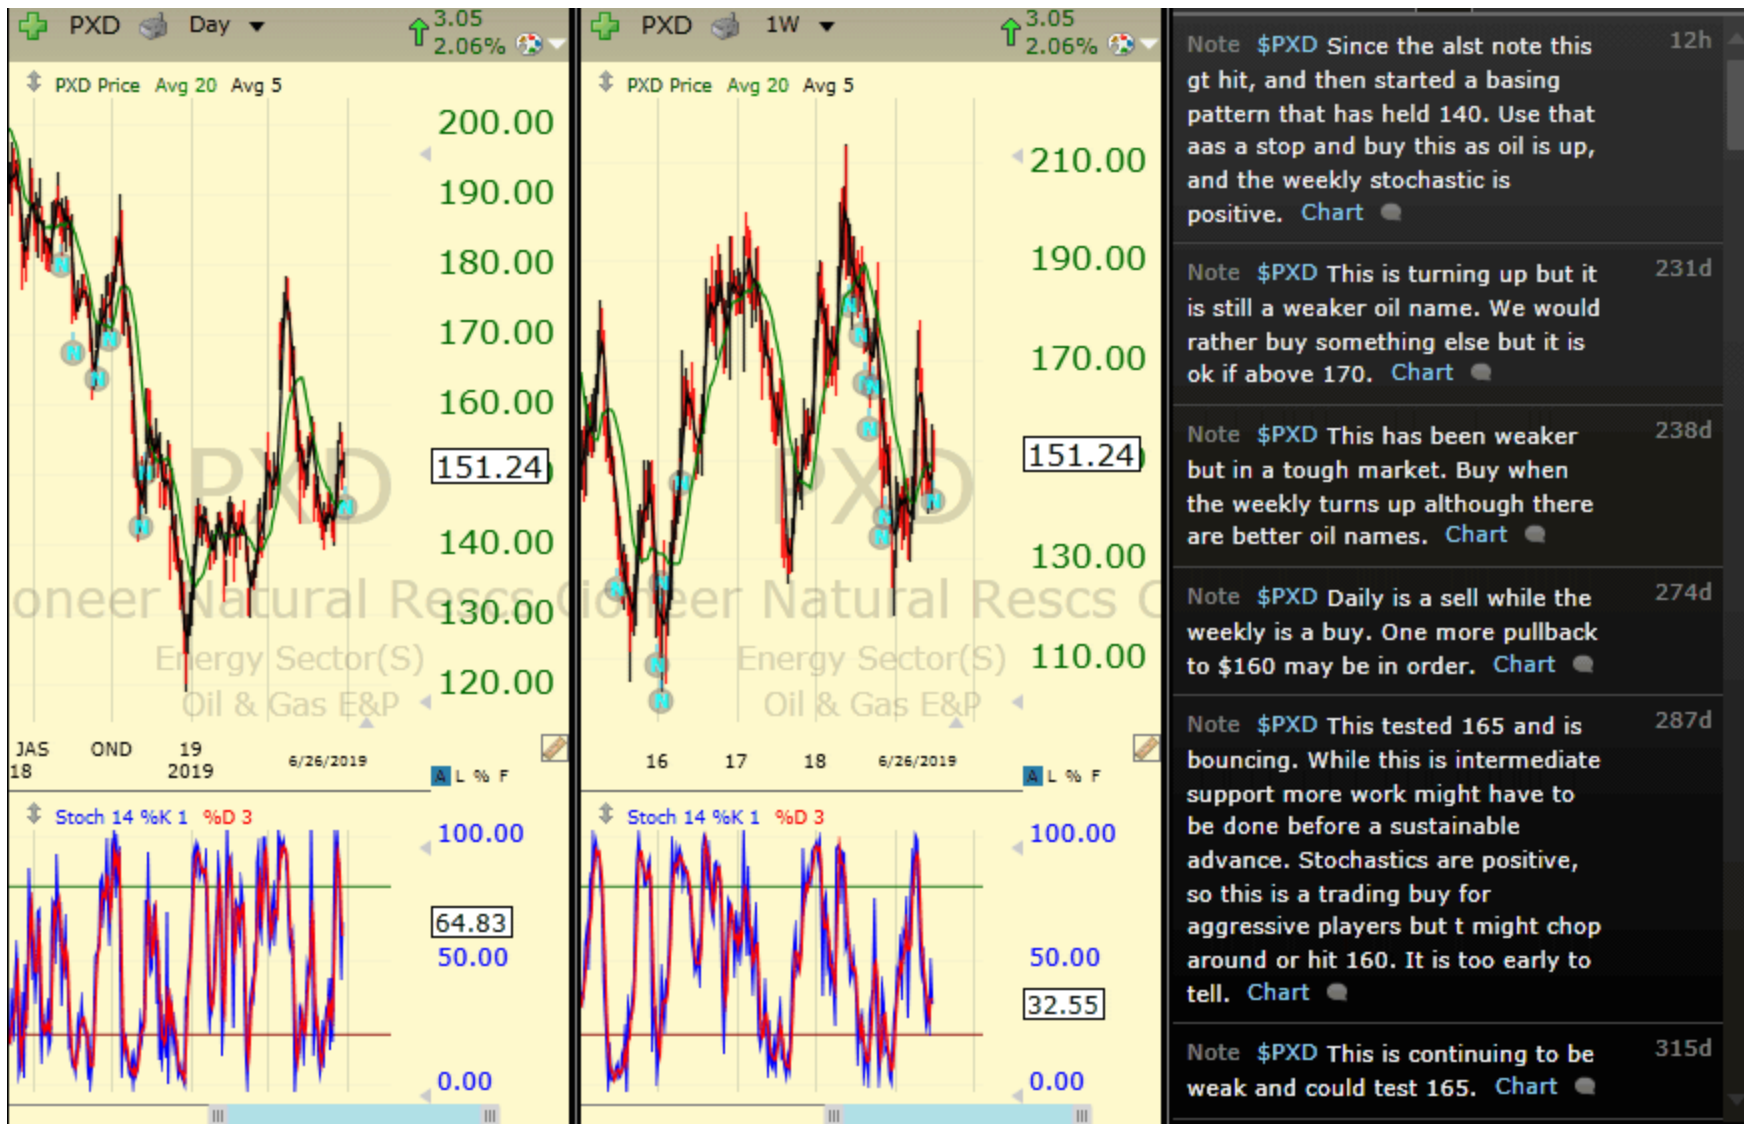 PXD Day 3.05
2.06%
PXD Price Avg 20 Avg 5
200.00
190.00
180.00
170.00
160.00
151.24
140.00
130.00
120.00
PXD
oneer Natural Rescs C
Energy Sector(S)
Oil & Gas E&P
JAS OND 19 6/26/2019
18 2019
A L % F
Stoch 14 %K 1 %D 3
100.00
64.83
50.00
0.00
PXD 1W 3.05
2.06%
PXD Price Avg 20 Avg 5
210.00
190.00
170.00
151.24
130.00
110.00
PXD
ioneer Natural Rescs C
Energy Sector(S)
Oil & Gas E&P
16 17 18 6/26/2019
A L % F
Stoch 14 %K 1 %D 3
100.00
50.00
32.55
0.00
Note $PXD Since the alst note this 12h
gt hit, and then started a basing
pattern that has held 140. Use that
aas a stop and buy this as oil is up,
and the weekly stochastic is
positive. Chart
Note $PXD This is turning up but it 231d
is still a weaker oil name. We would
rather buy something else but it is
ok if above 170. Chart
Note $PXD This has been weaker 238d
but in a tough market. Buy when
the weekly turns up although there
are better oil names. Chart
Note $PXD Daily is a sell while the 274d
weekly is a buy. One more pullback
to $160 may be in order. Chart
Note $PXD This tested 165 and is 287d
bouncing. While this is intermediate
support more work might have to
be done before a sustainable
advance. Stochastics are positive,
so this is a trading buy for
aggressive players but t might chop
around or hit 160. It is too early to
tell. Chart
Note $PXD This is continuing to be 315d
weak and could test 165. Chart